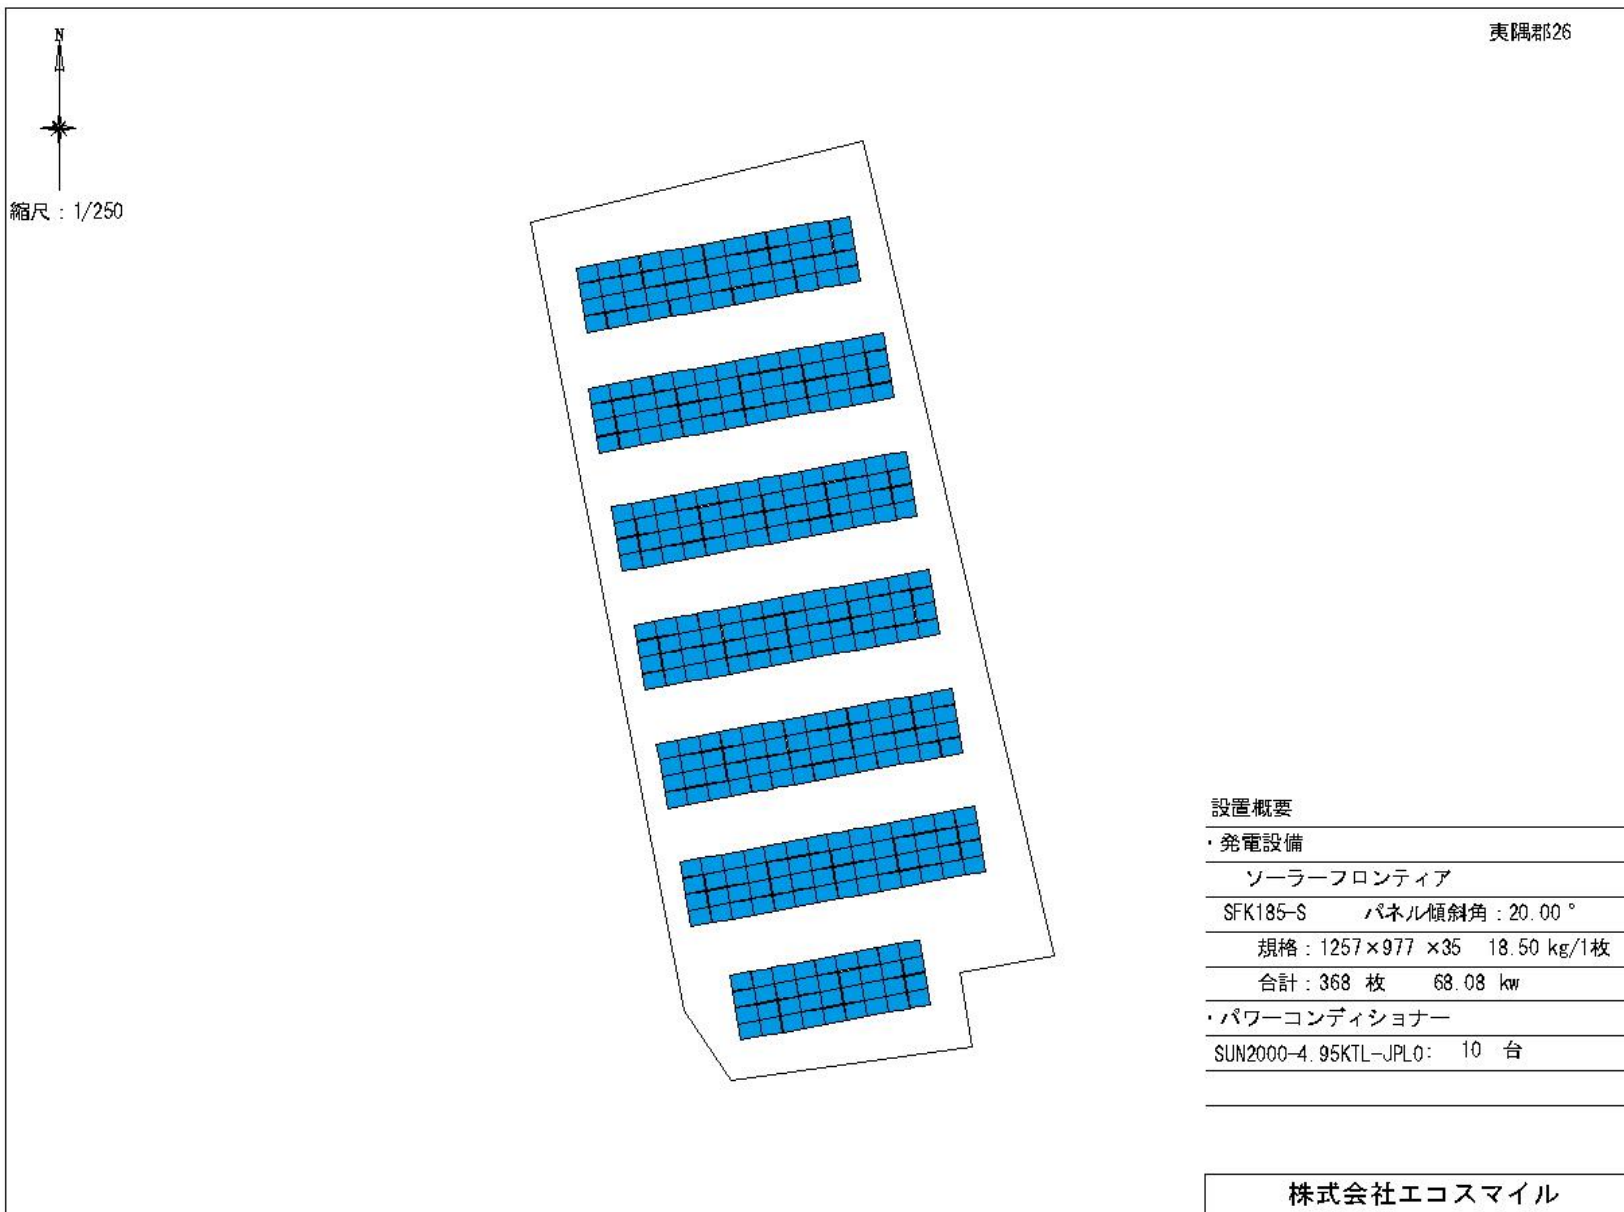 夷隅郡26
N
縮尺：1/250
設置概要
・発電設備
ソーラーフロンティア
SFK185-S パネル傾斜角：20.00°
規格：1257×977 ×35 18.50 kg/1枚
合計：368 枚 68.08 kw
・パワーコンディショナー
SUN2000-4.95KTL-JPL0: 10 台
株式会社エコスマイル